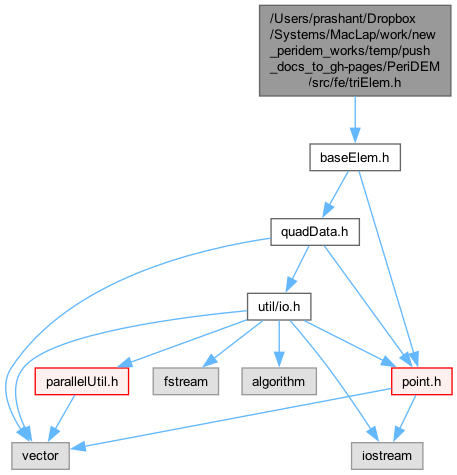 /Users/prashant/Dropbox
/Systems/MacLap/work/new
_peridem_works/temp/push
_docs_to_gh-pages/PeriDEM
/src/fe/triElem.h
baseElem.h
quadData.h
util/io.h
parallelUtil.h
fstream
algorithm
point.h
vector
iostream